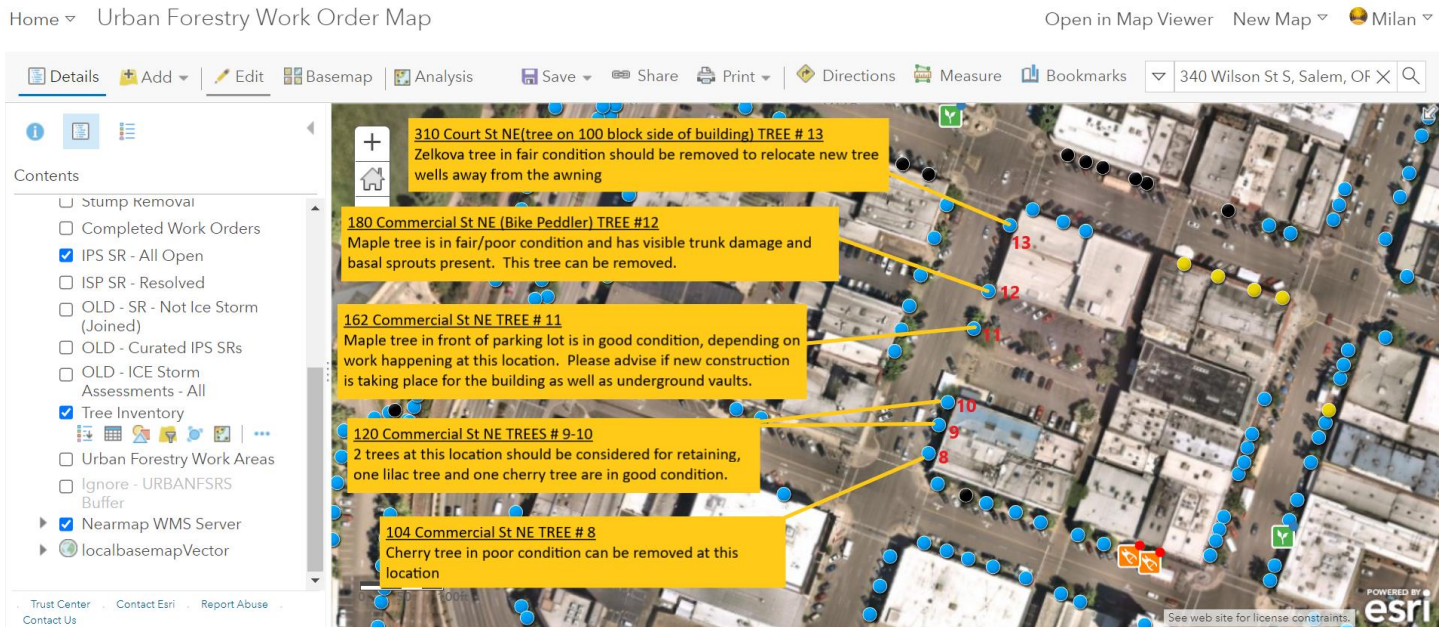 Home Urban Forestry Work Order Map Open in Map Viewer New Map Milan
Details Add Edit Basemap Analysis Save Share Print Directions Measure Bookmarks 340 Wilson St S, Salem, OF
Contents
Stump Removal
Completed Work Orders
IPS SR - All Open
ISP SR - Resolved
OLD - SR - Not Ice Storm
(Joined)
OLD - Curated IPS SRs
OLD - ICE Storm
Assessments - All
Tree Inventory
Urban Forestry Work Areas
Ignore - URBANFSRS
Buffer
Nearmap WMS Server
localbasemapVector
Trust Center . Contact Esri . Report Abuse .
Contact Us
310 Court St NE(tree on 100 block side of building) TREE # 13
Zelkova tree in fair condition should be removed to relocate new tree
wells away from the awning
180 Commercial St NE (Bike Peddler) TREE #12
Maple tree is in fair/poor condition and has visible trunk damage and
basal sprouts present. This tree can be removed.
162 Commercial St NE TREE # 11
Maple tree in front of parking lot is in good condition, depending on
work happening at this location. Please advise if new construction
is taking place for the building as well as underground vaults.
120 Commercial St NE TREES # 9-10
2 trees at this location should be considered for retaining,
one lilac tree and one cherry tree are in good condition.
104 Commercial St NE TREE # 8
Cherry tree in poor condition can be removed at this
location
13
12
11
10
9
8
See web site for license constraints.
POWERED BY
esri